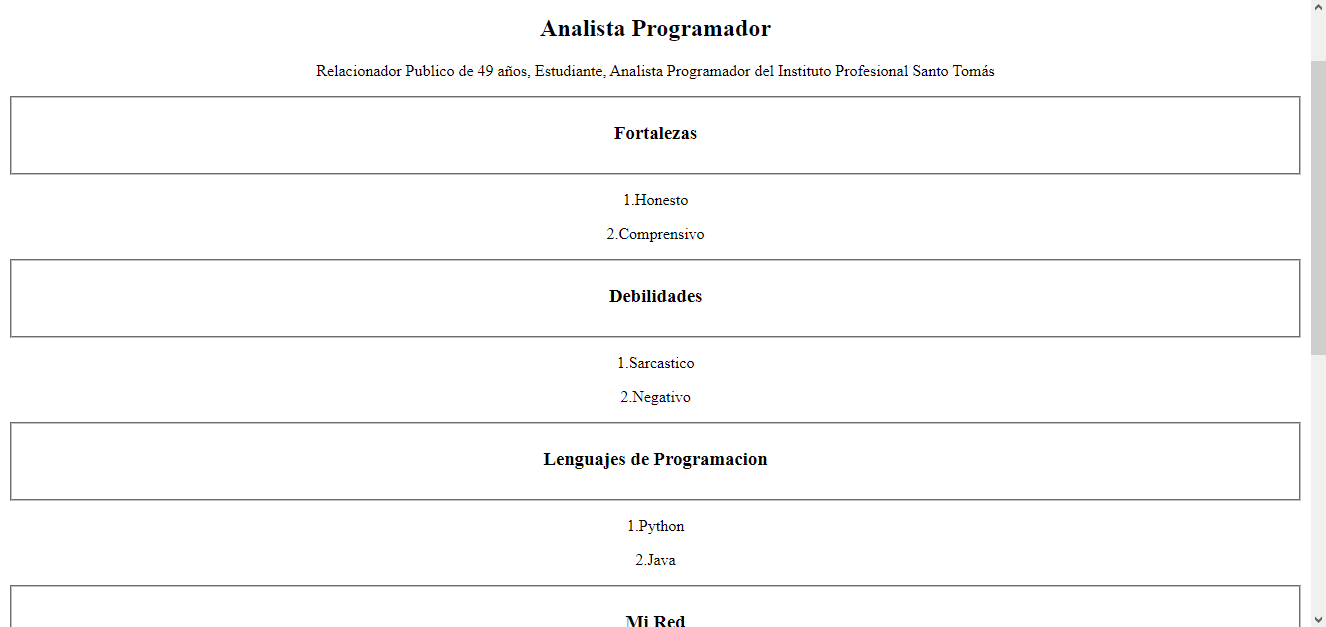 Analista Programador
Relacionador Publico de 49 años, Estudiante, Analista Programador del Instituto Profesional Santo Tomás
Fortalezas
1.Honesto
2.Comprensivo
Debilidades
1.Sarcastico
2.Negativo
Lenguajes de Programacion
1.Python
2.Java
Mi Red